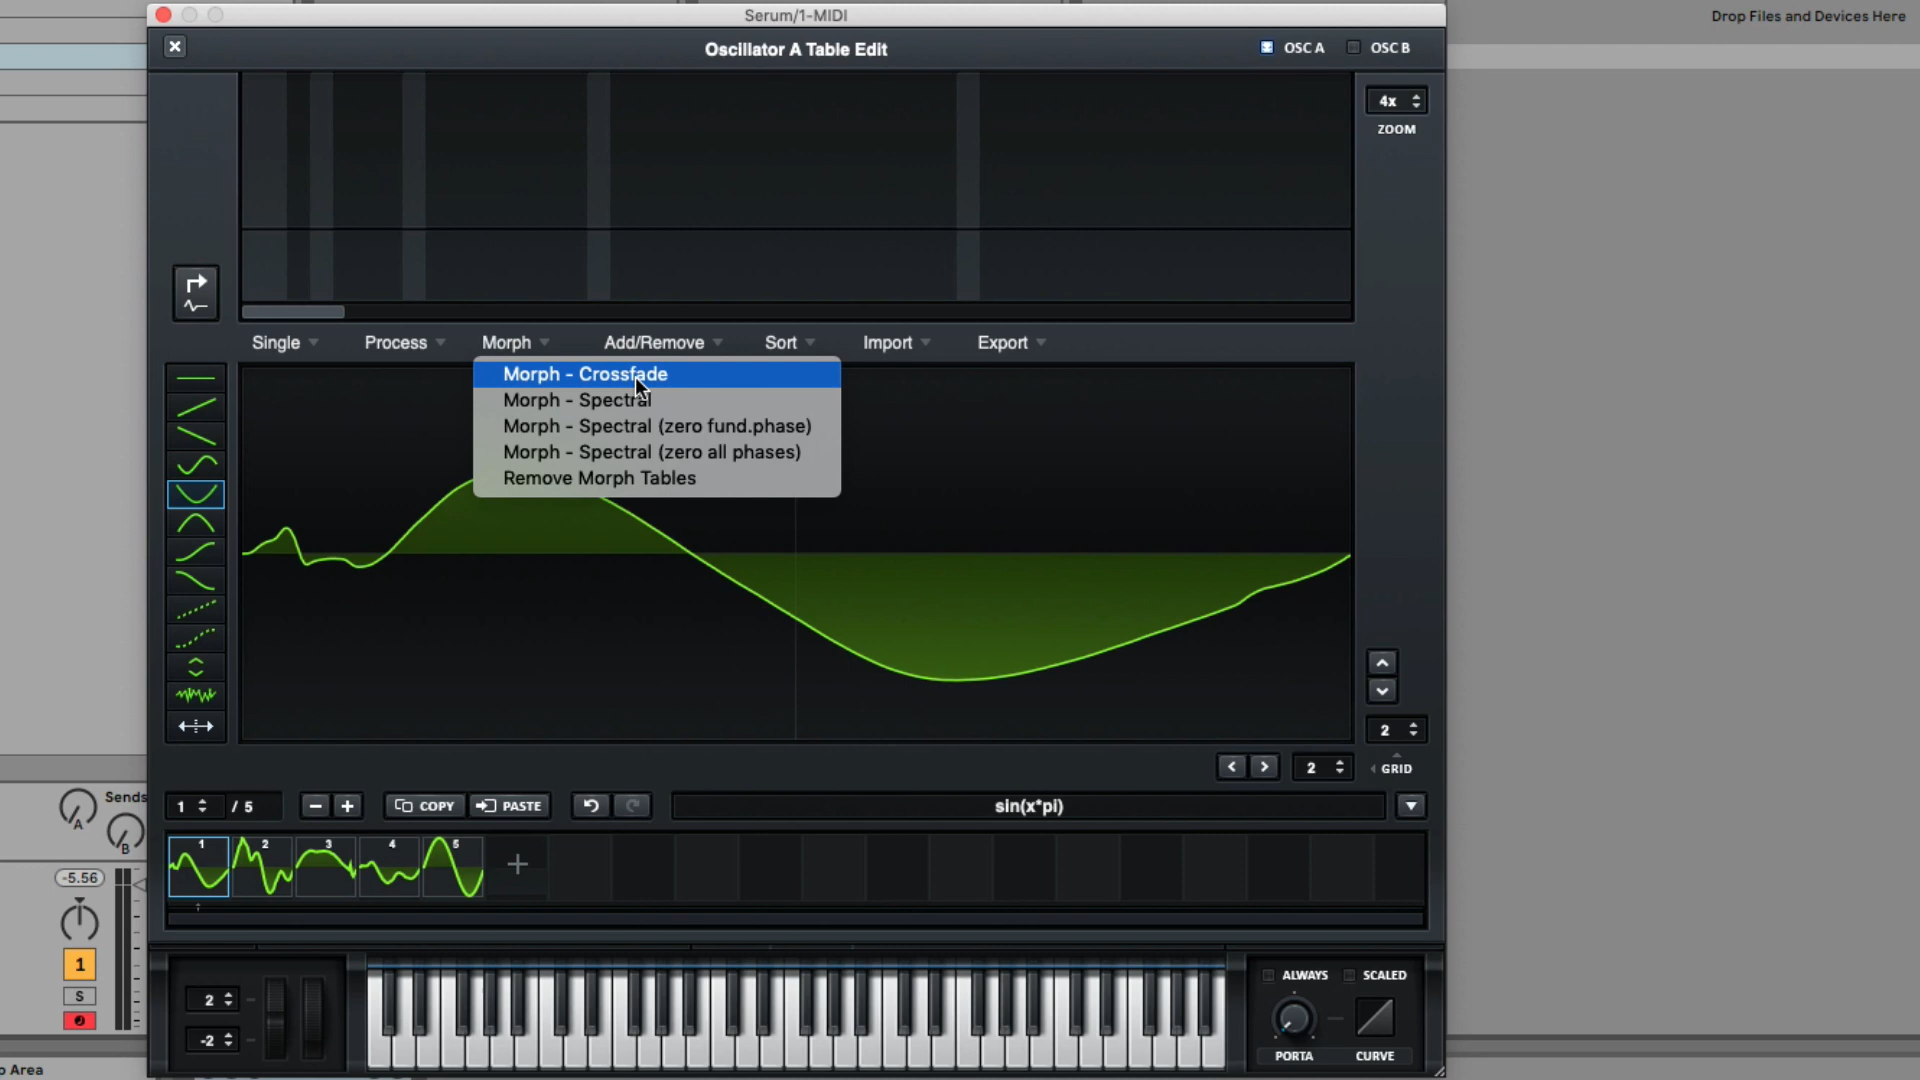 Serum/1-MIDI
Drop Files and Devices Here
Oscillator A Table Edit
OSC A
OSC B
4x
ZOOM
Single
Process
Morph
Add/Remove
Sort
Import
Export
Morph - Crossfade
Morph - Spectral
Morph - Spectral (zero fund.phase)
Morph - Spectral (zero all phases)
Remove Morph Tables
2
2
GRID
Sends
A
B
1
/ 5
COPY
PASTE
sin(x*pi)
1
2
3
4
5
-5.56
1
S
2
-2
ALWAYS
SCALED
PORTA
CURVE
Area